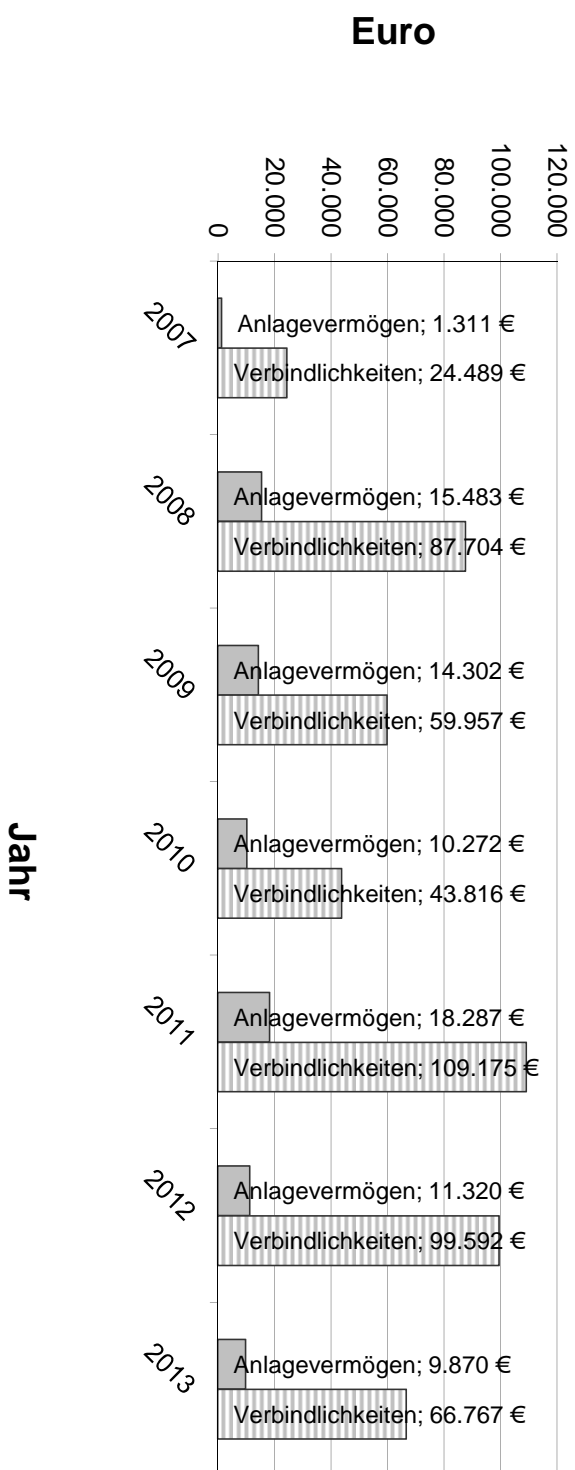 Euro
120.000
100.000
80.000
60.000
40.000
20.000
0
2007
Anlagevermögen; 1.311 €
Verbindlichkeiten; 24.489 €
2008
Anlagevermögen; 15.483 €
Verbindlichkeiten; 87.704 €
2009
Anlagevermögen; 14.302 €
Verbindlichkeiten; 59.957 €
2010
Anlagevermögen; 10.272 €
Verbindlichkeiten; 43.816 €
2011
Anlagevermögen; 18.287 €
Verbindlichkeiten; 109.175 €
2012
Anlagevermögen; 11.320 €
Verbindlichkeiten; 99.592 €
2013
Anlagevermögen; 9.870 €
Verbindlichkeiten; 66.767 €
Jahr